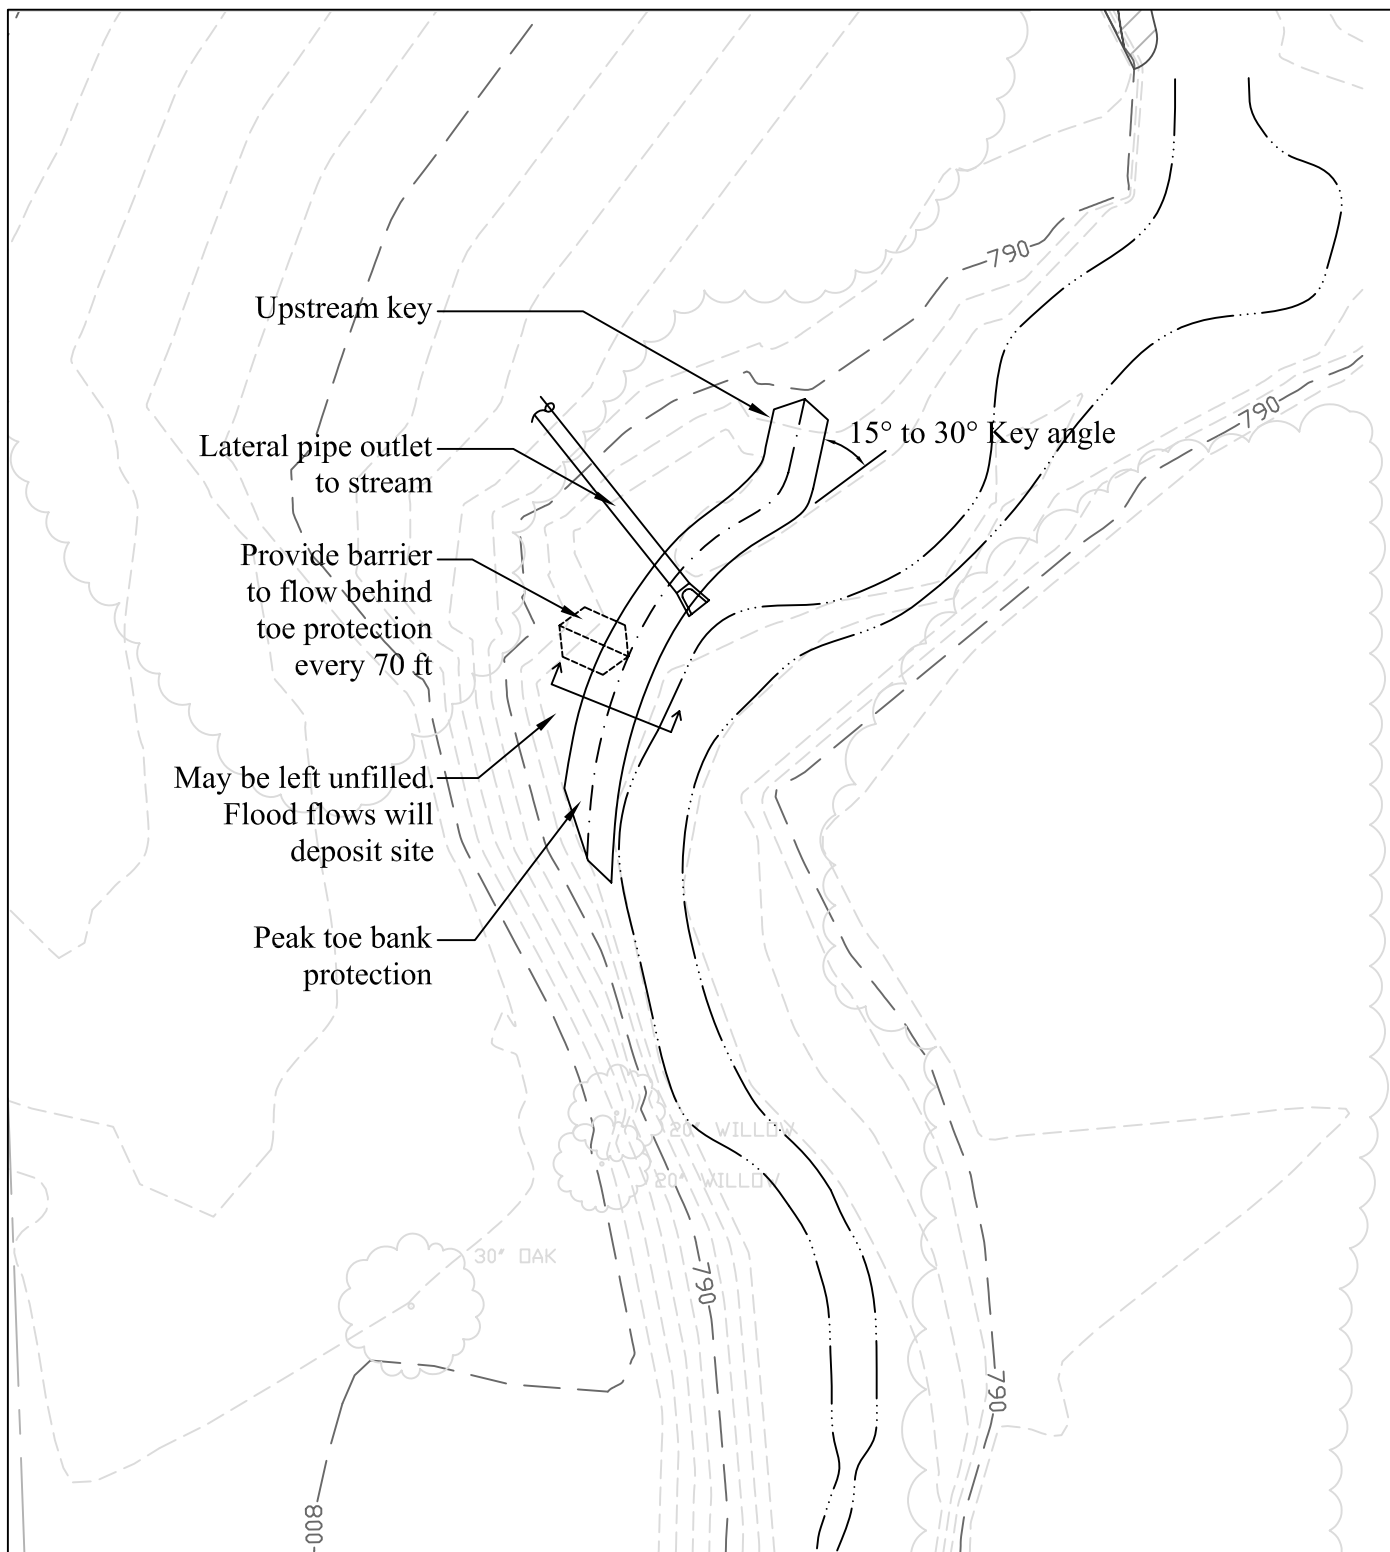 790
Upstream key
790
15° to 30° Key angle
Lateral pipe outlet
to stream
Provide barrier
to flow behind
toe protection
every 70 ft
May be left unfilled.
Flood flows will
deposit site
Peak toe bank
protection
20" WILLOW
20" WILLOW
30" OAK
790
790
800